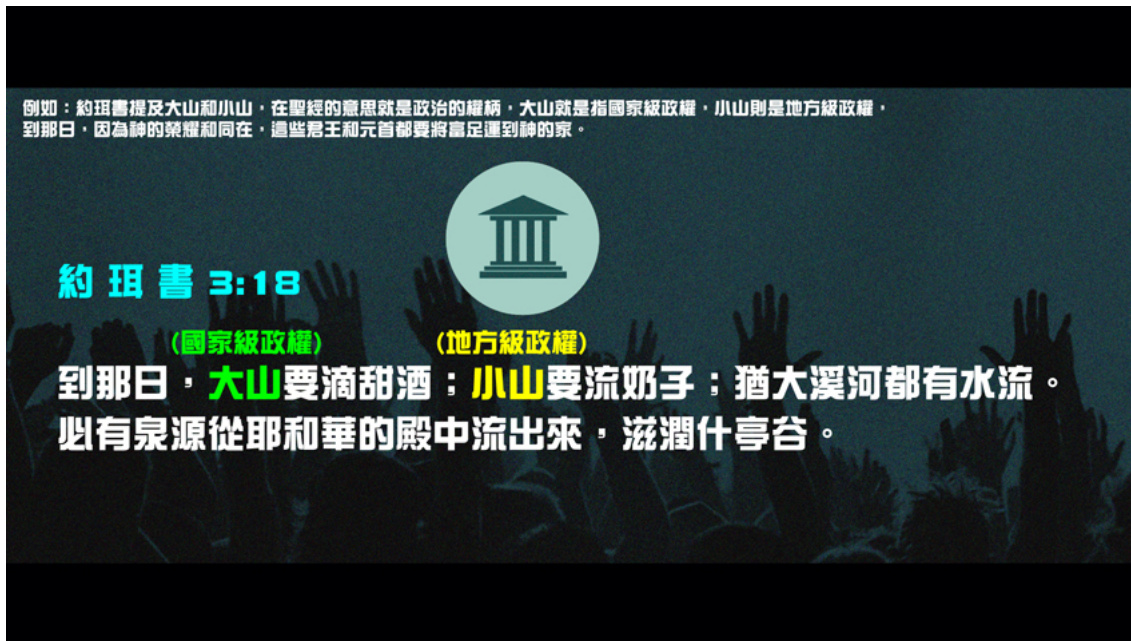 例如：約珥書提及大山和小山，在聖經的意思就是政治的權柄，大山就是指國家級政權，小山則是地方級政權，
到那日，因為神的榮耀和同在，這些君王和元首都要將富足運到神的家。
約珥書 3:18
(國家級政權) (地方級政權)
到那日，大山要滴甜酒；小山要流奶子；猶大溪河都有水流。
必有泉源從耶和華的殿中流出來，滋潤什亭谷。